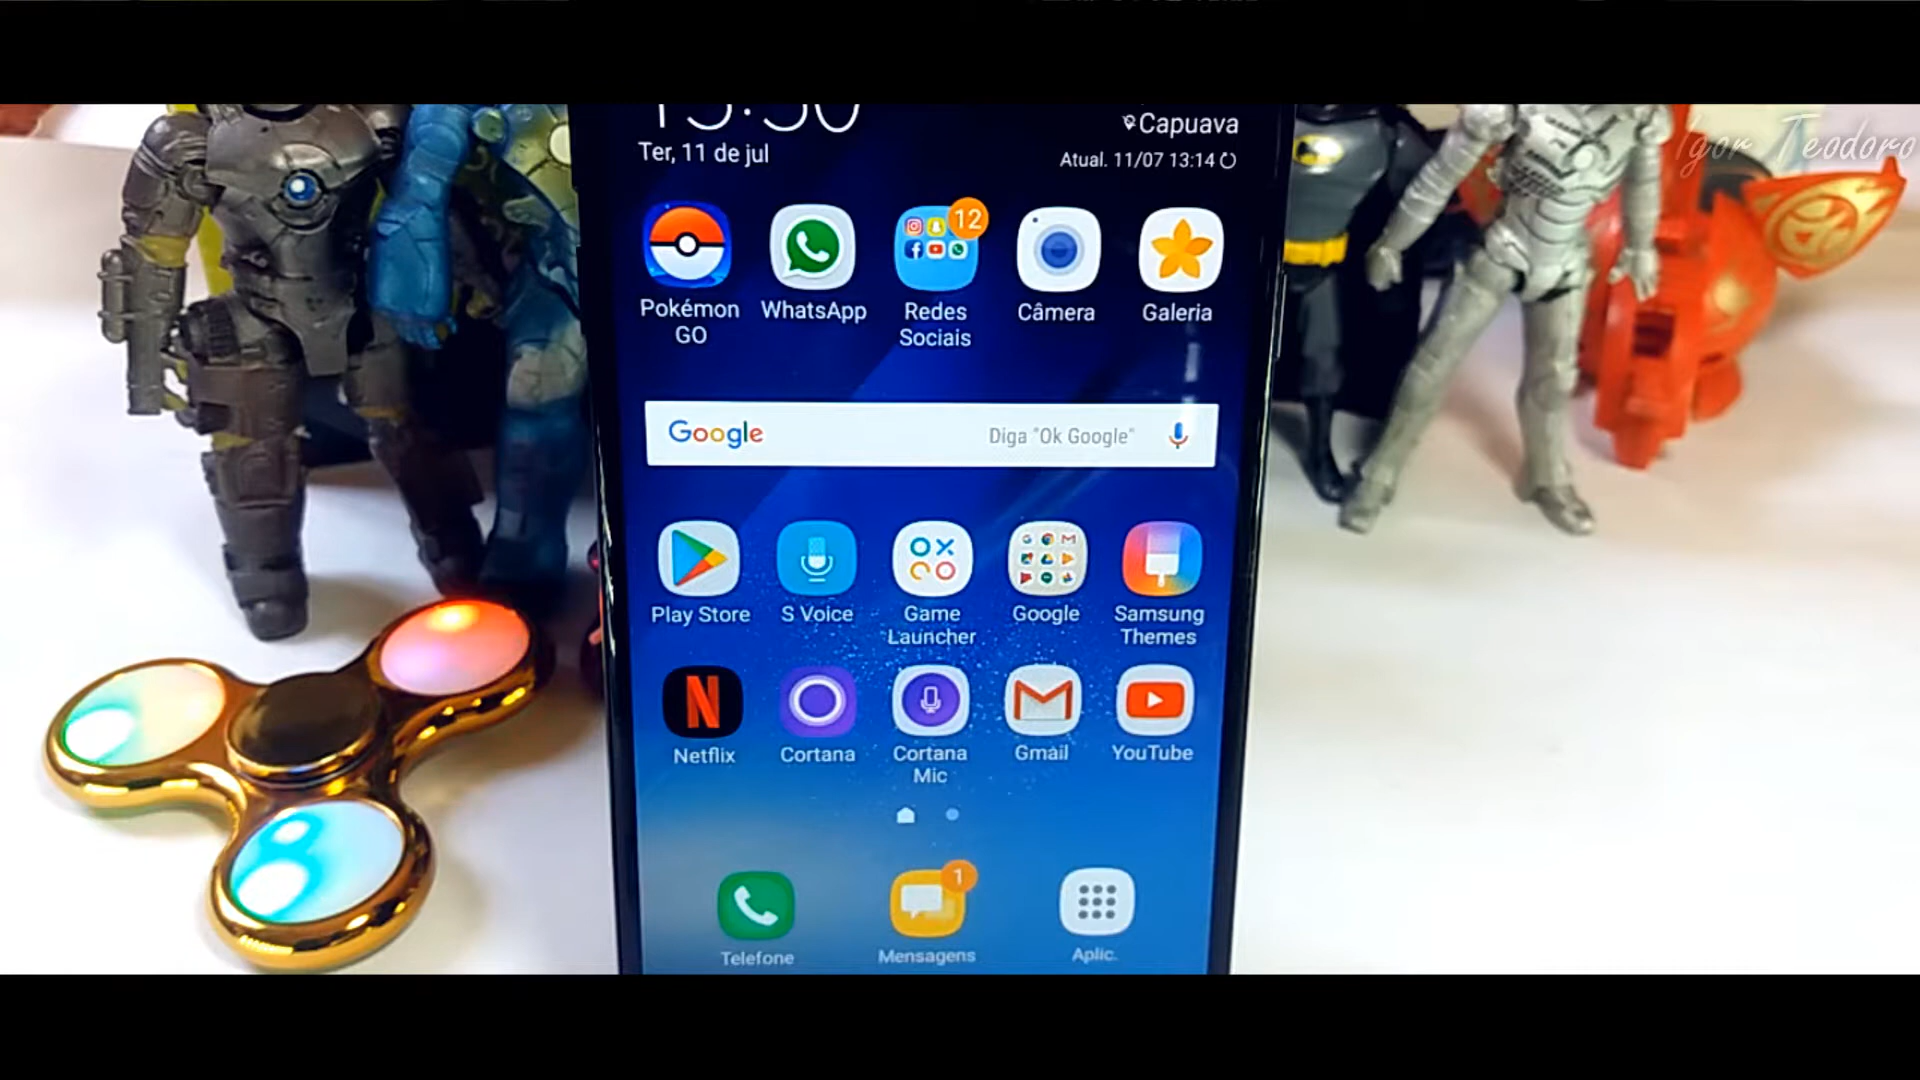 Igor Teodoro
Capuava
Ter, 11 de jul
Atual. 11/07 13:14
12
Pokémon
GO
WhatsApp
Redes
Sociais
Câmera
Galeria
Google
Diga "Ok Google"
Play Store
S Voice
Game
Launcher
Google
Samsung
Themes
Netflix
Cortana
Cortana
Mic
Gmail
YouTube
1
Telefone
Mensagens
Aplic.